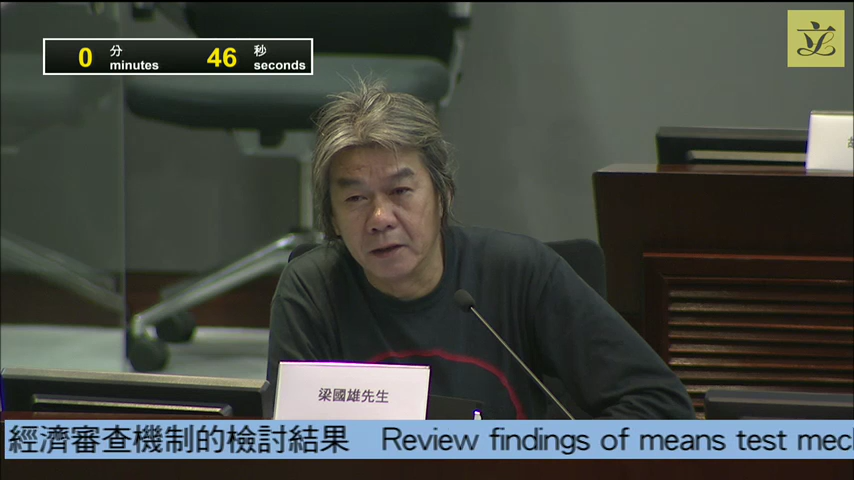 0 分 minutes 46 秒 seconds
立
梁國雄先生
經濟審查機制的檢討結果 Review findings of means test